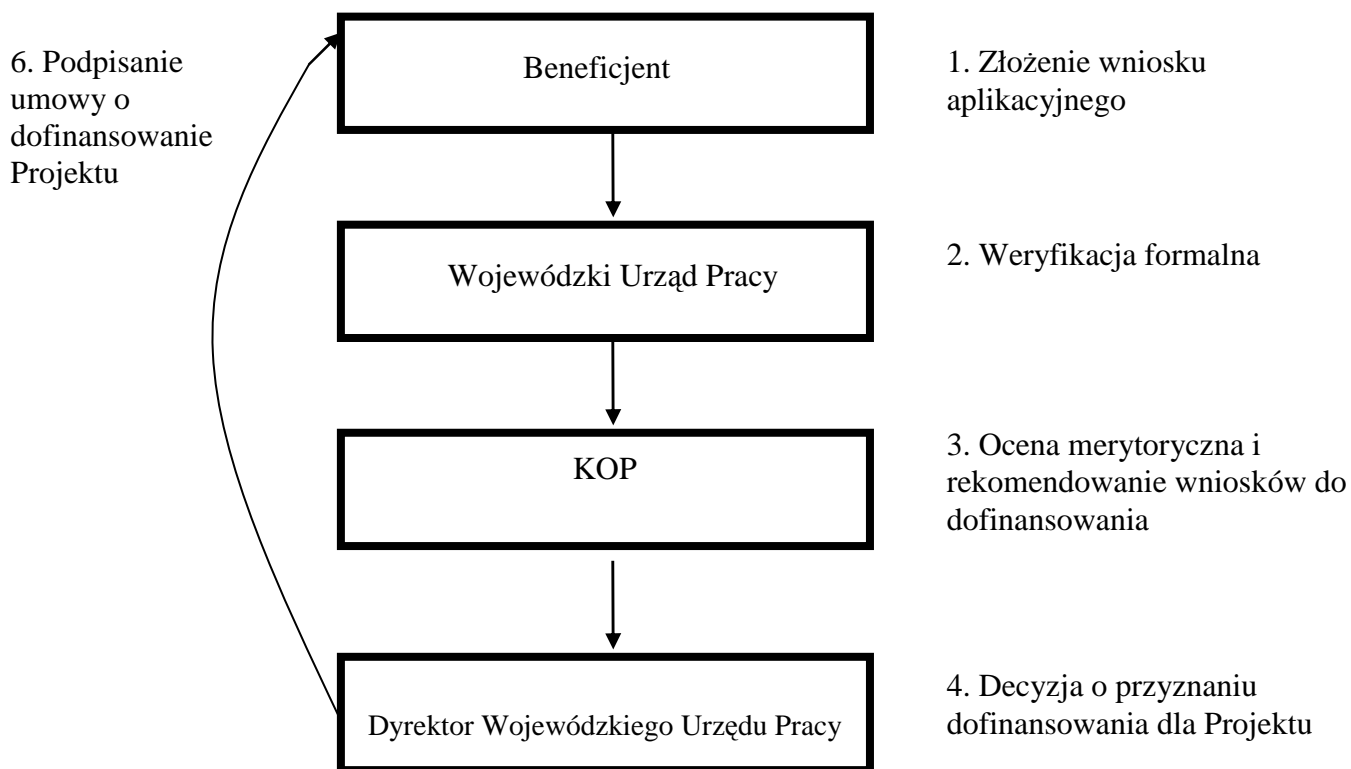 6. Podpisanie
umowy o
dofinansowanie
Projektu
Beneficjent
1. Złożenie wniosku
aplikacyjnego
Wojewódzki Urząd Pracy
2. Weryfikacja formalna
KOP
3. Ocena merytoryczna i
rekomendowanie wniosków do
dofinansowania
Dyrektor Wojewódzkiego Urzędu Pracy
4. Decyzja o przyznaniu
dofinansowania dla Projektu